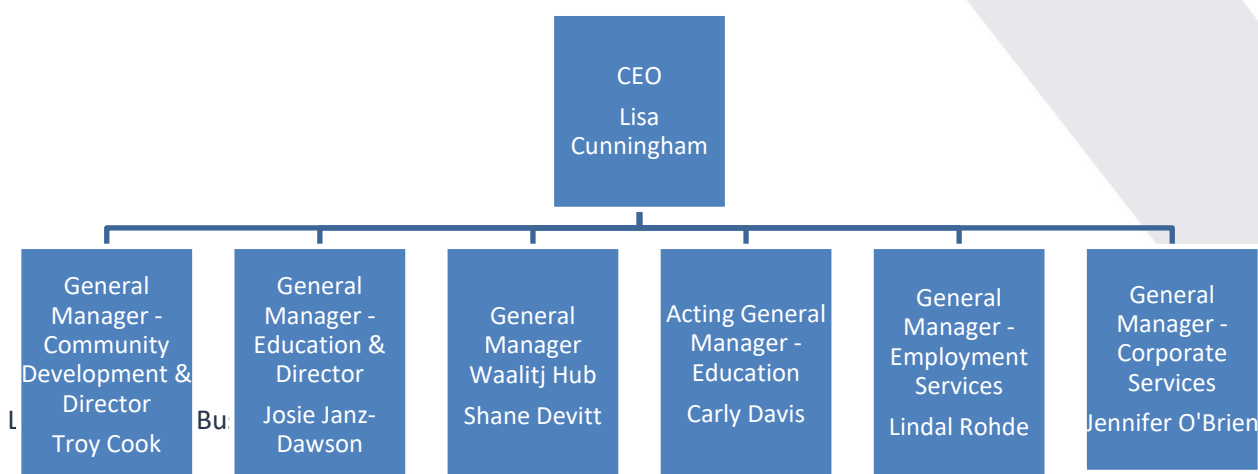 CEO
Lisa
Cunningham
General
Manager -
Community
Development &
Director
Troy Cook
General
Manager -
Education &
Director
Josie Janz-
Dawson
General
Manager
Waalitj Hub
Shane Devitt
Acting General
Manager -
Education
Carly Davis
General
Manager -
Employment
Services
Lindal Rohde
General
Manager -
Corporate
Services
Jennifer O'Brien